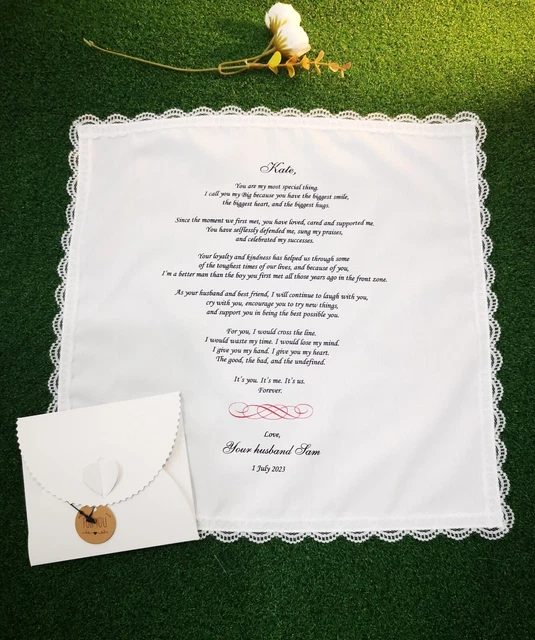 Kate,
You are my most special thing.
I call you my Big because you have the biggest smile,
the biggest heart, and the biggest hugs.
Since the moment we first met, you have loved, cared and supported me.
You have selflessly defended me, sung my praises,
and celebrated my successes.
Your loyalty and kindness has helped us through some
of the toughest times of our lives, and because of you,
I'm a better man than the boy you first met all those years ago in the front zone.
As your husband and best friend, I will continue to laugh with you,
cry with you, encourage you to try new things,
and support you in being the best possible you.
For you, I would cross the line.
I would waste my time. I would lose my mind.
I give you my hand. I give you my heart.
The good, the bad, and the undefined.
It's you. It's me. It's us.
Forever.
Love,
Your husband Sam
1 July 2023
FOR YOU